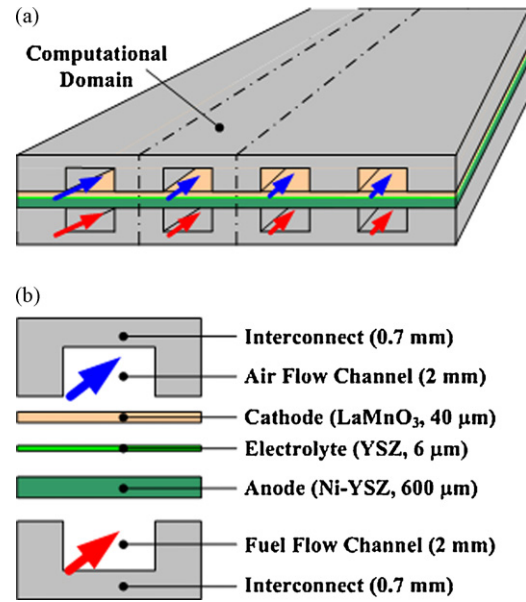 (a)
Computational
Domain
(b)
Interconnect (0.7 mm)
Air Flow Channel (2 mm)
Cathode (LaMnO₃, 40 μm)
Electrolyte (YSZ, 6 μm)
Anode (Ni-YSZ, 600 μm)
Fuel Flow Channel (2 mm)
Interconnect (0.7 mm)